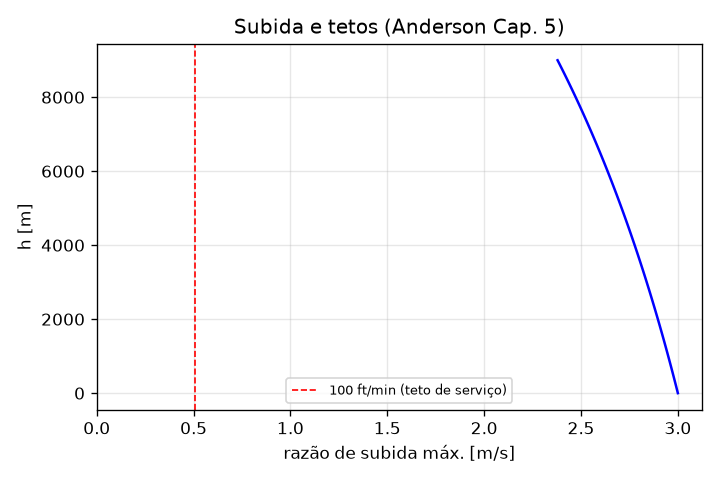 Subida e tetos (Anderson Cap. 5)
h [m]
8000
6000
4000
2000
0
100 ft/min (teto de serviço)
0.0 0.5 1.0 1.5 2.0 2.5 3.0
razão de subida máx. [m/s]